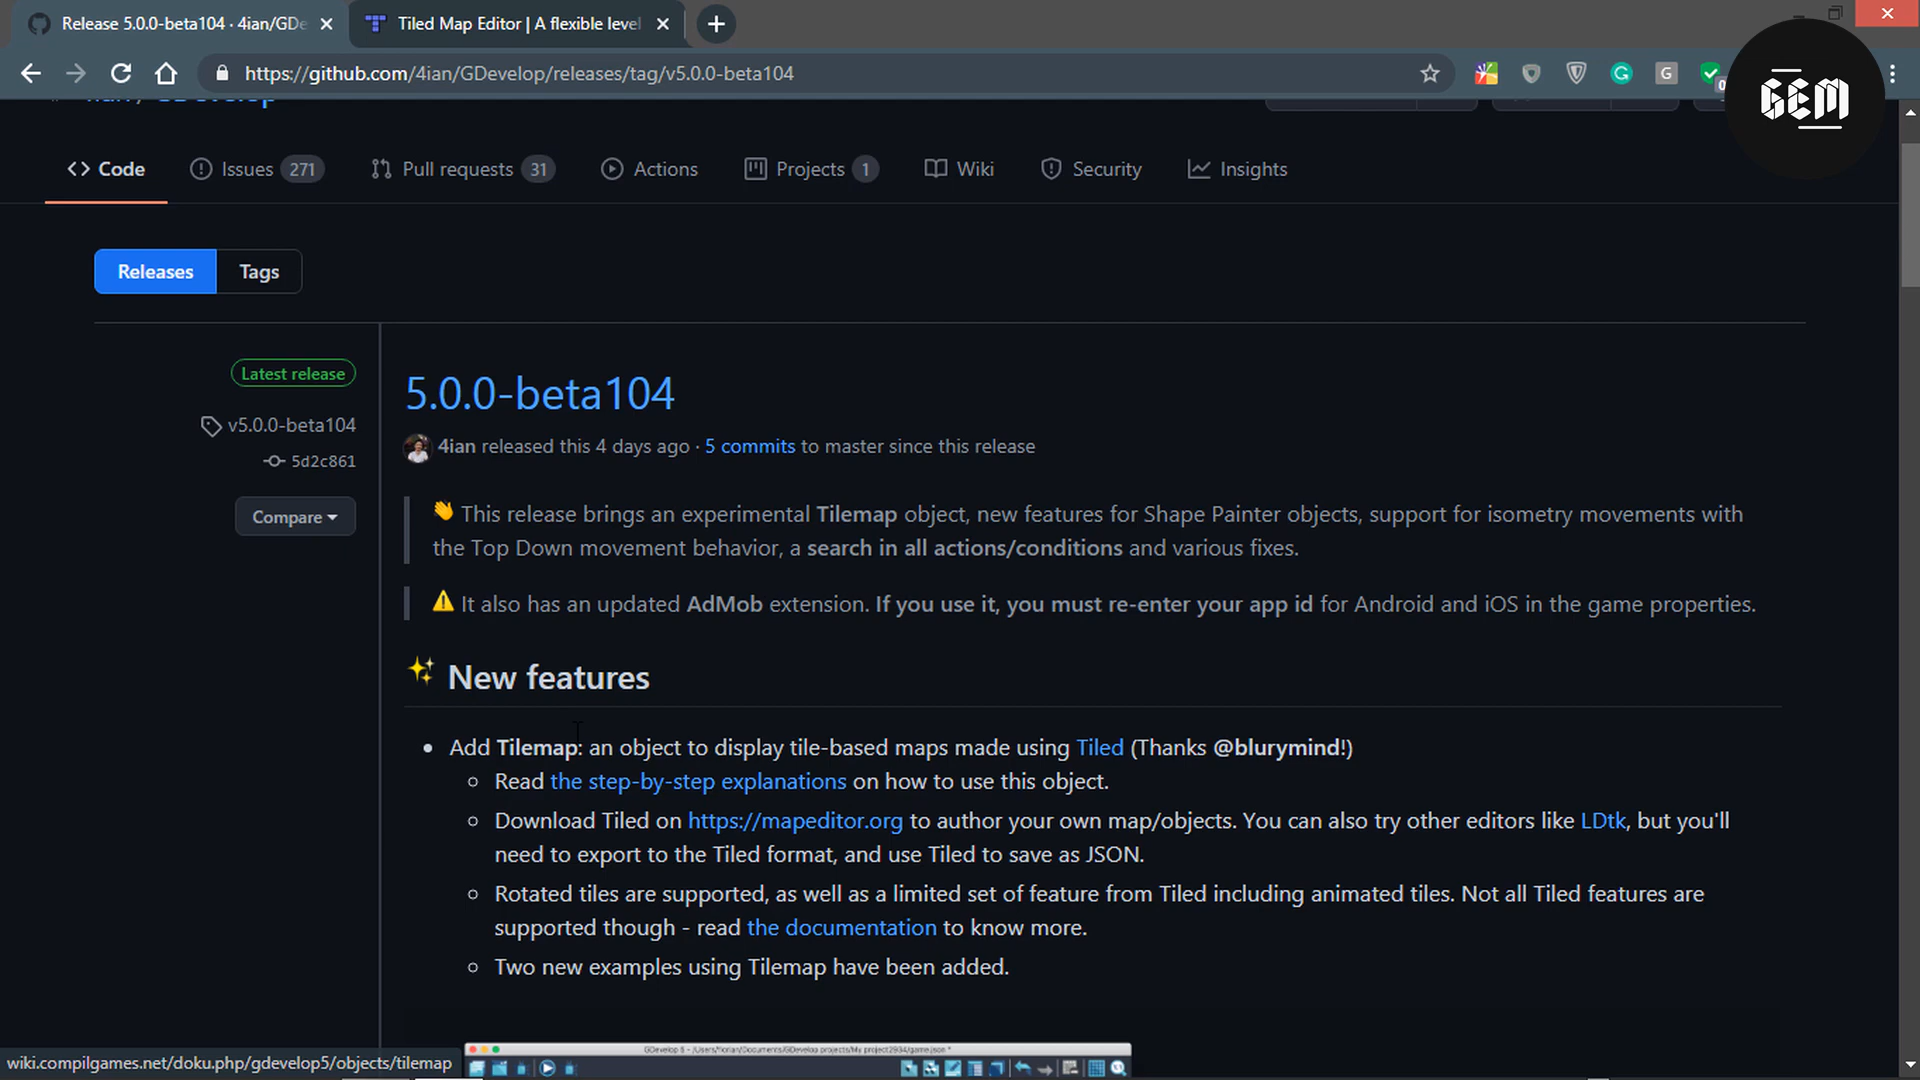 Release 5.0.0-beta104 · 4ian/GDe
Tiled Map Editor | A flexible level
https://github.com/4ian/GDevelop/releases/tag/v5.0.0-beta104
GEM
Code
Issues 271
Pull requests 31
Actions
Projects 1
Wiki
Security
Insights
Releases
Tags
Latest release
v5.0.0-beta104
5d2c861
Compare
5.0.0-beta104
4ian released this 4 days ago · 5 commits to master since this release
👋 This release brings an experimental Tilemap object, new features for Shape Painter objects, support for isometry movements with
the Top Down movement behavior, a search in all actions/conditions and various fixes.
⚠️ It also has an updated AdMob extension. If you use it, you must re-enter your app id for Android and iOS in the game properties.
✨ New features
Add Tilemap: an object to display tile-based maps made using Tiled (Thanks @blurymind!)
Read the step-by-step explanations on how to use this object.
Download Tiled on https://mapeditor.org to author your own map/objects. You can also try other editors like LDtk, but you'll
need to export to the Tiled format, and use Tiled to save as JSON.
Rotated tiles are supported, as well as a limited set of feature from Tiled including animated tiles. Not all Tiled features are
supported though - read the documentation to know more.
Two new examples using Tilemap have been added.
GDevelop 5 - /Users/florian/Documents/GDevelop projects/My project2934/game.json *
wiki.compilgames.net/doku.php/gdevelop5/objects/tilemap